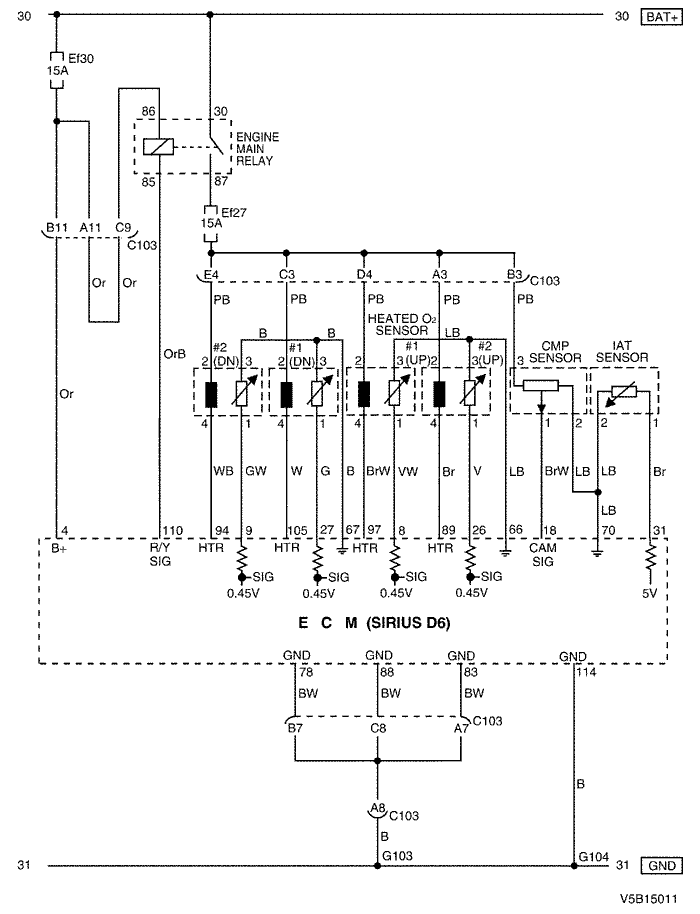 30 30 BAT+
Ef30
15A
86 30
ENGINE
MAIN
RELAY
85 87
Ef27
15A
B11 A11 C9
C103
E4 C3 D4 A3 B3 C103
Or Or PB PB PB PB PB
HEATED O2
SENSOR
B B LB
OrB
#2 #1 #1 #2 CMP IAT
2 (DN) 3 2 (DN) 3 2 3 (UP) 2 3 (UP) 3 SENSOR SENSOR
Or
4 1 4 1 4 1 4 1 1 2 2 1
WB GW W G B BrW VW Br V LB BrW LB LB Br
LB
4 110 94 9 105 27 67 97 8 89 26 66 18 70 31
B+ R/Y HTR HTR HTR HTR CAM
SIG SIG
SIG SIG SIG SIG
0.45V 0.45V 0.45V 0.45V 5V
E C M (SIRIUS D6)
GND GND GND GND
78 88 83 114
BW BW BW
B7 C8 A7 C103
B
A8 C103
B
31 G103 G104 31 GND
V5B15011